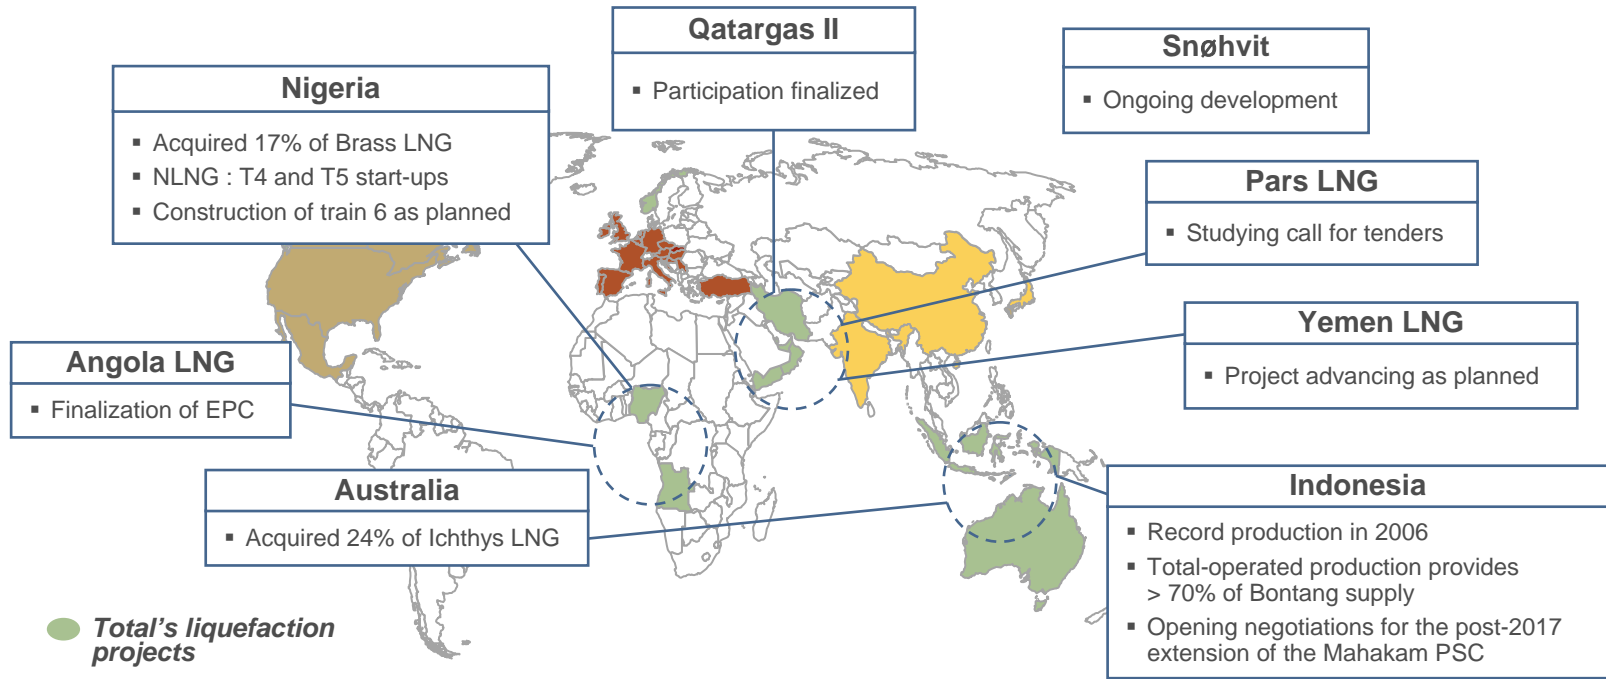 Qatargas II
▪ Participation finalized
Snøhvit
▪ Ongoing development
Nigeria
▪ Acquired 17% of Brass LNG
▪ NLNG : T4 and T5 start-ups
▪ Construction of train 6 as planned
Pars LNG
▪ Studying call for tenders
Yemen LNG
▪ Project advancing as planned
Angola LNG
▪ Finalization of EPC
Australia
▪ Acquired 24% of Ichthys LNG
Indonesia
▪ Record production in 2006
▪ Total-operated production provides
> 70% of Bontang supply
▪ Opening negotiations for the post-2017
extension of the Mahakam PSC
Total’s liquefaction
projects